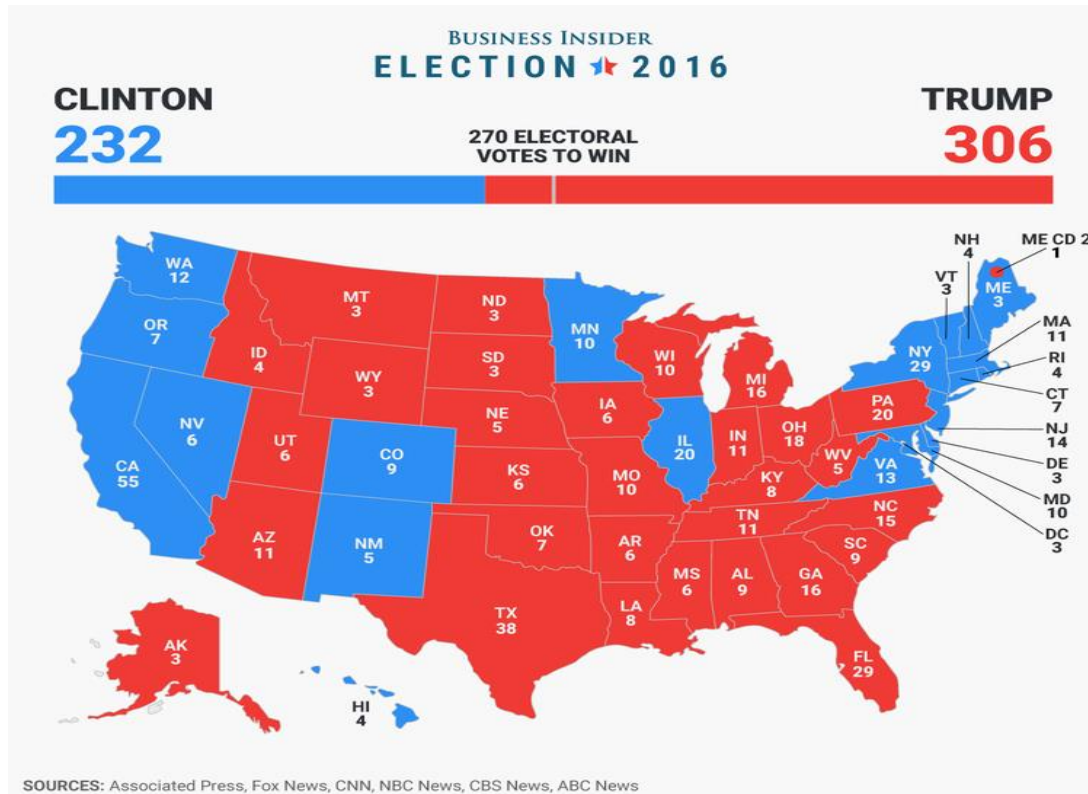 BUSINESS INSIDER
ELECTION 2016
CLINTON
232
270 ELECTORAL
VOTES TO WIN
TRUMP
306
WA
12
OR
7
CA
55
NV
6
ID
4
MT
3
WY
3
UT
6
AZ
11
CO
9
NM
5
ND
3
SD
3
NE
5
KS
6
OK
7
TX
38
MN
10
IA
6
MO
10
AR
6
LA
8
WI
10
IL
20
MI
16
IN
11
OH
18
KY
8
TN
11
MS
6
AL
9
GA
16
FL
29
SC
9
NC
15
VA
13
WV
5
PA
20
NY
29
VT
3
NH
4
ME CD 2
1
ME
3
MA
11
RI
4
CT
7
NJ
14
DE
3
MD
10
DC
3
AK
3
HI
4
SOURCES: Associated Press, Fox News, CNN, NBC News, CBS News, ABC News